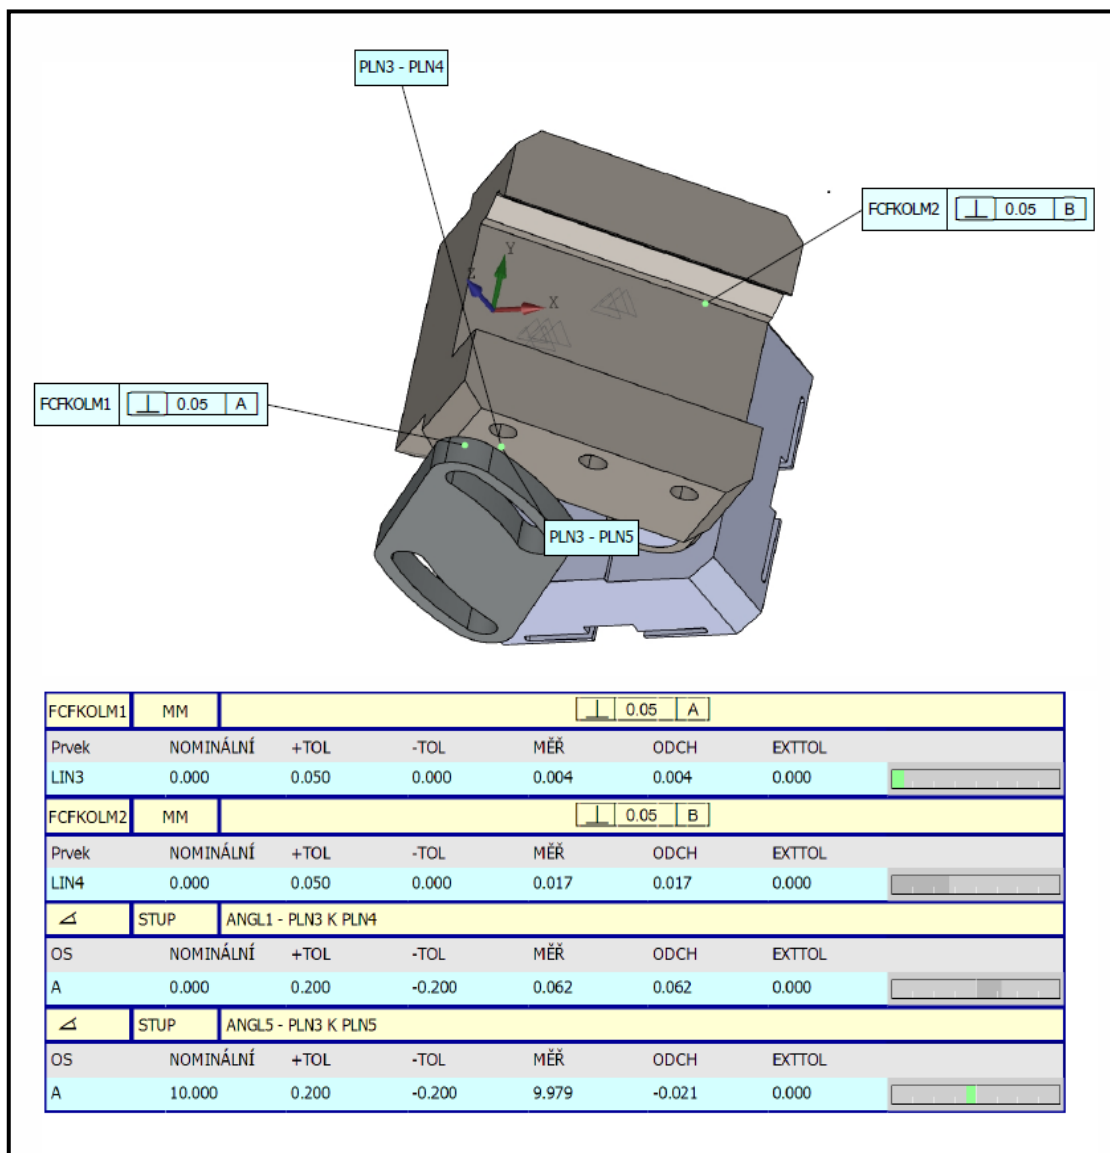 PLN3 - PLN4
FCFKOLM2 ⊥ 0.05 B
Y
Z
X
FCFKOLM1 ⊥ 0.05 A
PLN3 - PLN5
FCFKOLM1 MM ⊥ 0.05 A
Prvek NOMINÁLNÍ +TOL -TOL MĚŘ ODCH EXTTOL
LIN3 0.000 0.050 0.000 0.004 0.004 0.000
FCFKOLM2 MM ⊥ 0.05 B
Prvek NOMINÁLNÍ +TOL -TOL MĚŘ ODCH EXTTOL
LIN4 0.000 0.050 0.000 0.017 0.017 0.000
∠ STUP ANGL1 - PLN3 K PLN4
OS NOMINÁLNÍ +TOL -TOL MĚŘ ODCH EXTTOL
A 0.000 0.200 -0.200 0.062 0.062 0.000
∠ STUP ANGL5 - PLN3 K PLN5
OS NOMINÁLNÍ +TOL -TOL MĚŘ ODCH EXTTOL
A 10.000 0.200 -0.200 9.979 -0.021 0.000